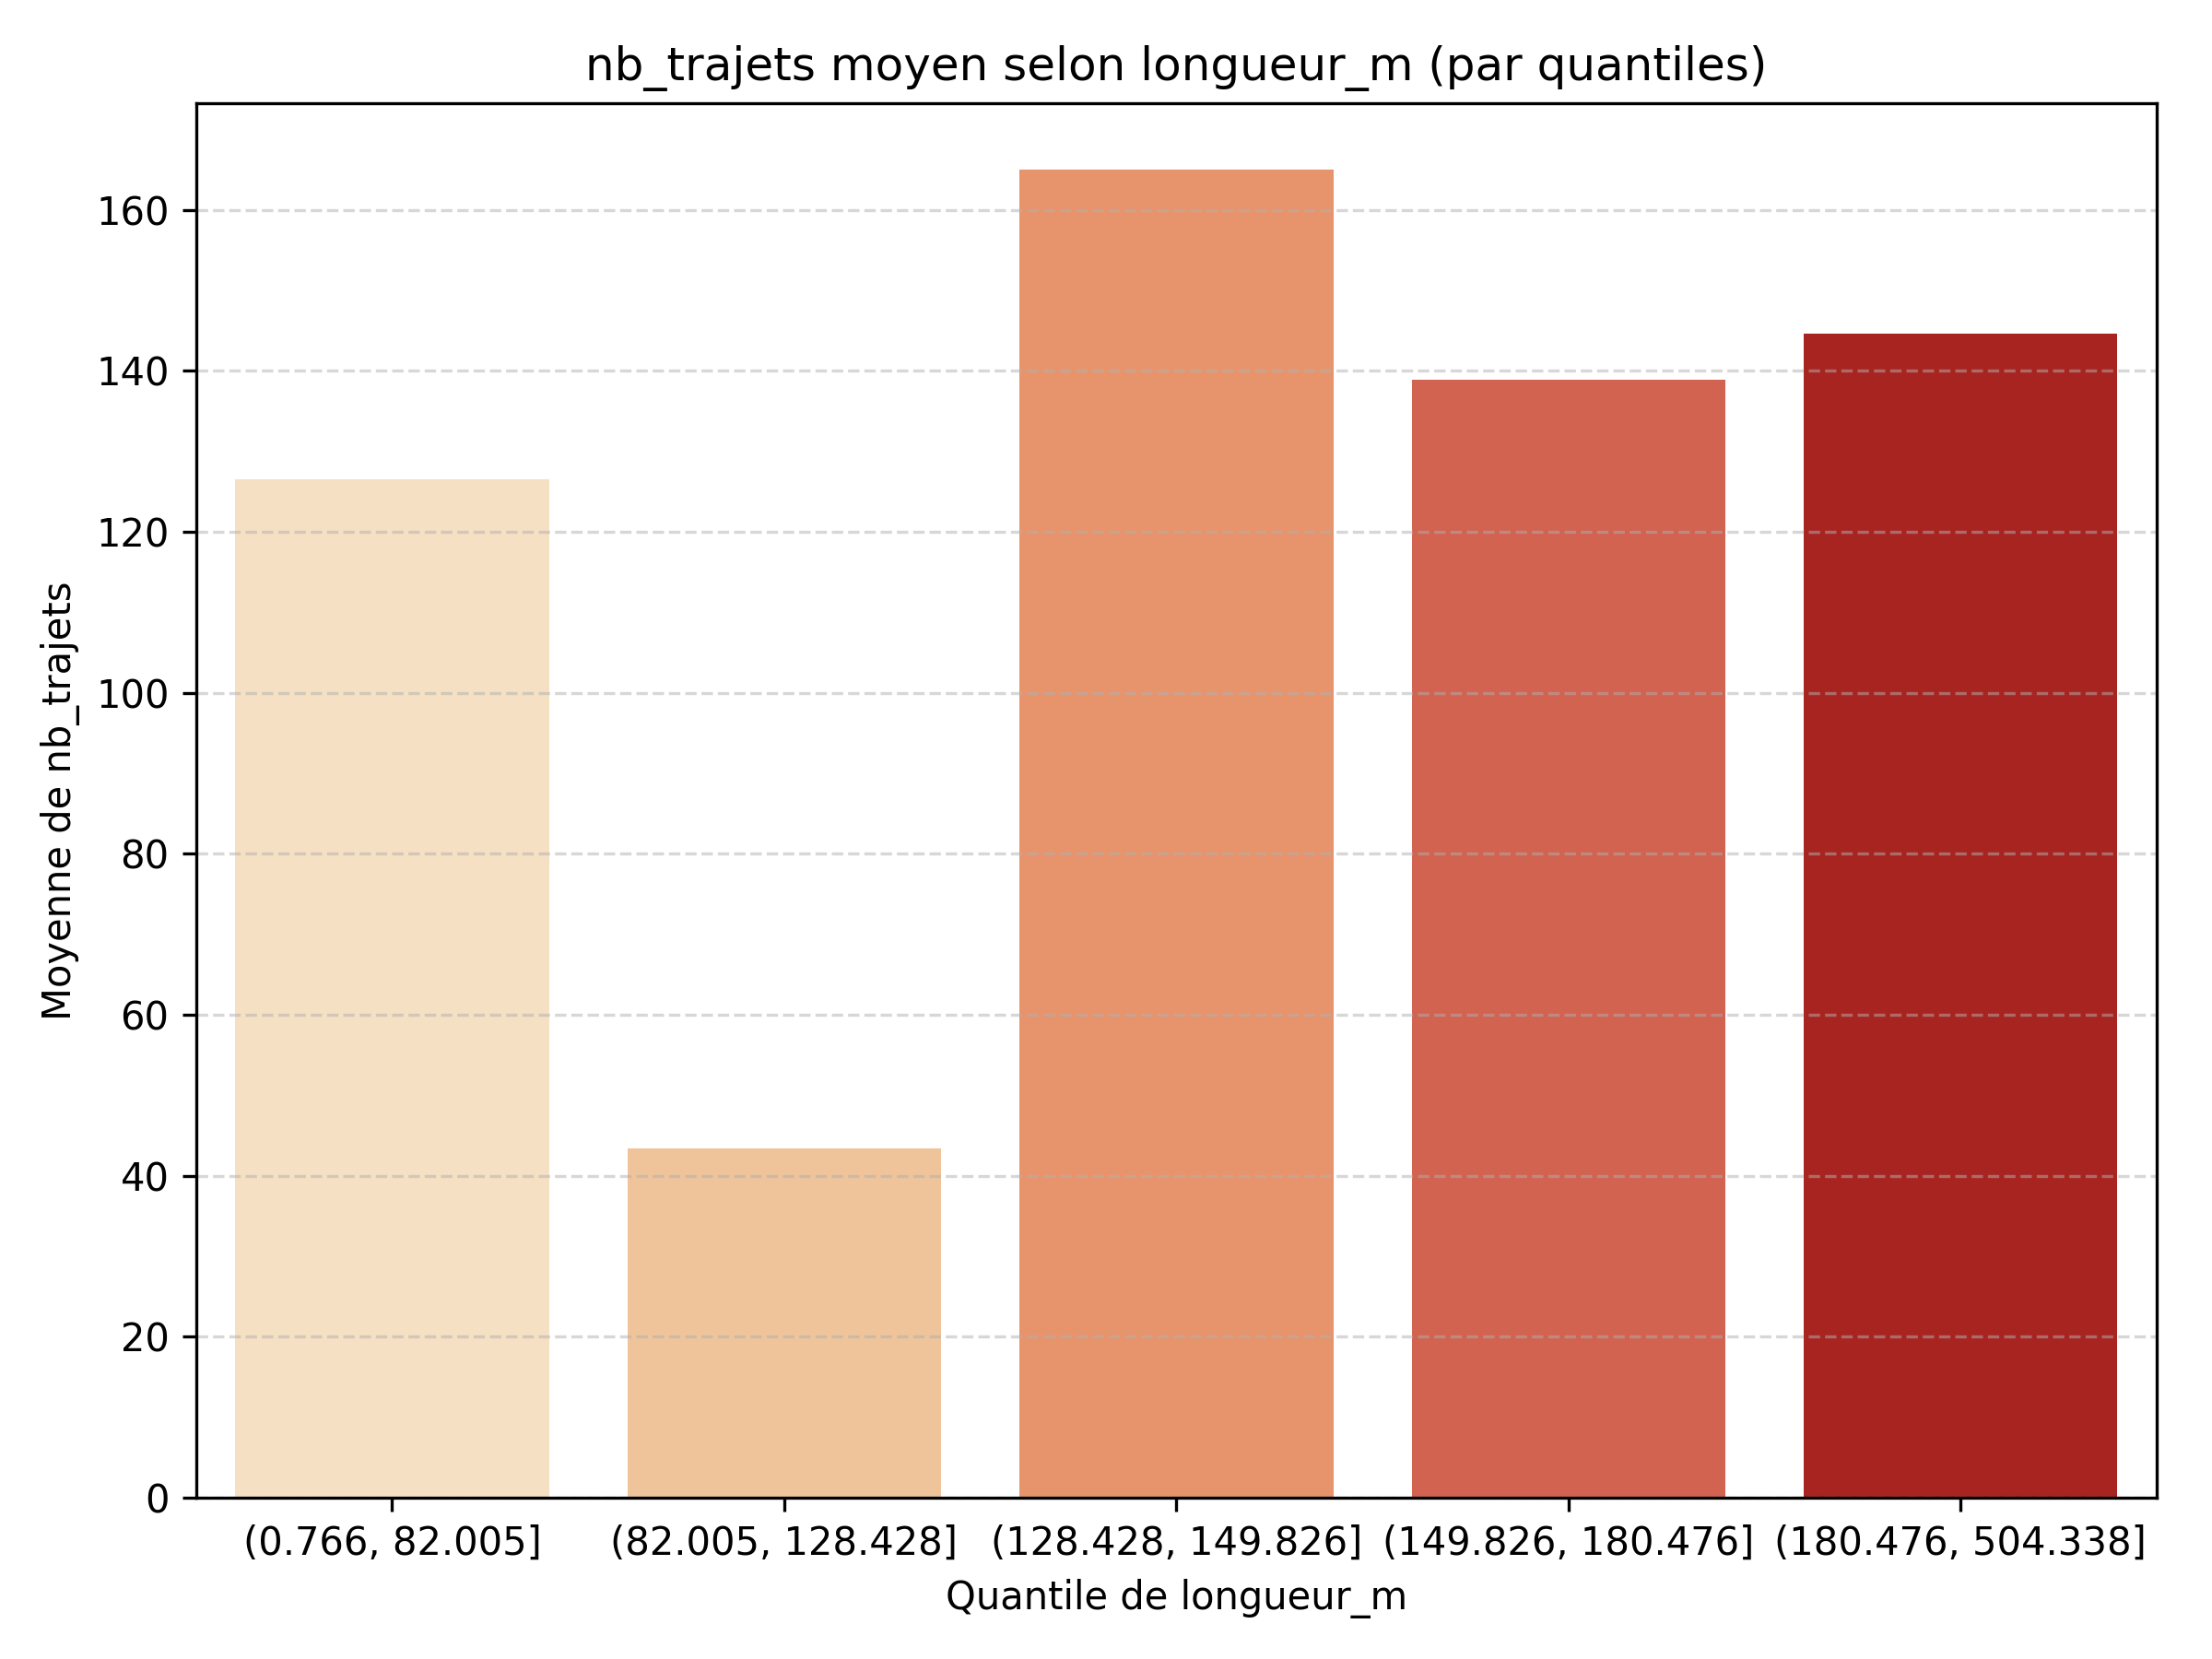 nb_trajets moyen selon longueur_m (par quantiles)
Moyenne de nb_trajets
160
140
120
100
80
60
40
20
0
(0.766, 82.005] (82.005, 128.428] (128.428, 149.826] (149.826, 180.476] (180.476, 504.338]
Quantile de longueur_m